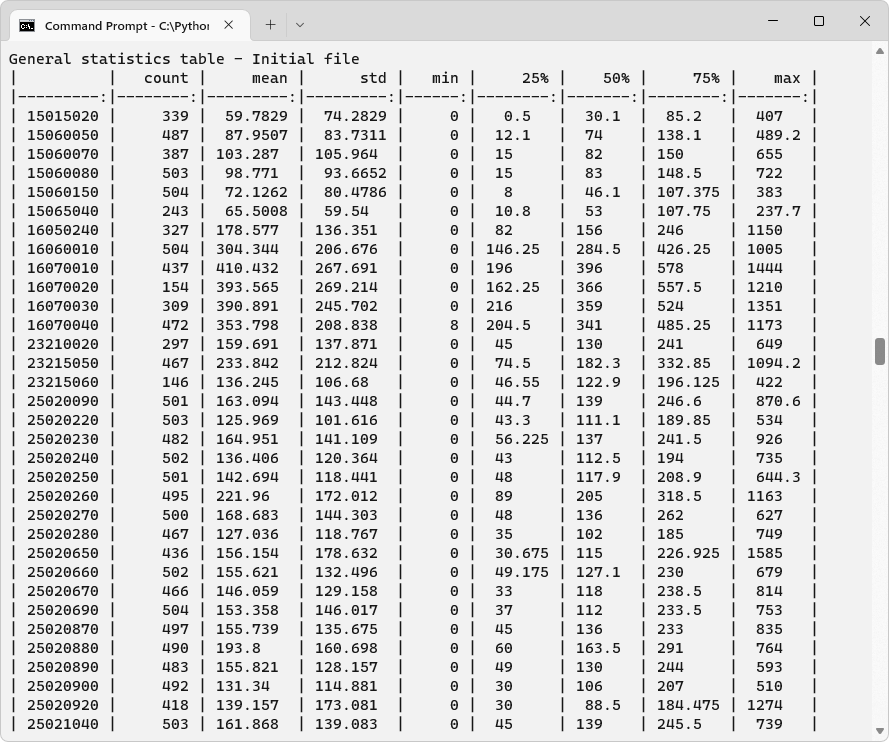 Command Prompt - C:\Python
General statistics table - Initial file
|          |   count |     mean |      std |   min |     25% |    50% |     75% |    max |
|---------:|--------:|---------:|---------:|------:|--------:|-------:|--------:|-------:|
| 15015020 |     339 |  59.7829 |  74.2829 |     0 |   0.5   |  30.1  |  85.2   |  407   |
| 15060050 |     487 |  87.9507 |  83.7311 |     0 |  12.1   |  74    | 138.1   |  489.2 |
| 15060070 |     387 | 103.287  | 105.964  |     0 |  15     |  82    | 150     |  655   |
| 15060080 |     503 |  98.771  |  93.6652 |     0 |  15     |  83    | 148.5   |  722   |
| 15060150 |     504 |  72.1262 |  80.4786 |     0 |   8     |  46.1  | 107.375 |  383   |
| 15065040 |     243 |  65.5008 |  59.54   |     0 |  10.8   |  53    | 107.75  |  237.7 |
| 16050240 |     327 | 178.577  | 136.351  |     0 |  82     | 156    | 246     | 1150   |
| 16060010 |     504 | 304.344  | 206.676  |     0 | 146.25  | 284.5  | 426.25  | 1005   |
| 16070010 |     437 | 410.432  | 267.691  |     0 | 196     | 396    | 578     | 1444   |
| 16070020 |     154 | 393.565  | 269.214  |     0 | 162.25  | 366    | 557.5   | 1210   |
| 16070030 |     309 | 390.891  | 245.702  |     0 | 216     | 359    | 524     | 1351   |
| 16070040 |     472 | 353.798  | 208.838  |     8 | 204.5   | 341    | 485.25  | 1173   |
| 23210020 |     297 | 159.691  | 137.871  |     0 |  45     | 130    | 241     |  649   |
| 23215050 |     467 | 233.842  | 212.824  |     0 |  74.5   | 182.3  | 332.85  | 1094.2 |
| 23215060 |     146 | 136.245  | 106.68   |     0 |  46.55  | 122.9  | 196.125 |  422   |
| 25020090 |     501 | 163.094  | 143.448  |     0 |  44.7   | 139    | 246.6   |  870.6 |
| 25020220 |     503 | 125.969  | 101.616  |     0 |  43.3   | 111.1  | 189.85  |  534   |
| 25020230 |     482 | 164.951  | 141.109  |     0 |  56.225 | 137    | 241.5   |  926   |
| 25020240 |     502 | 136.406  | 120.364  |     0 |  43     | 112.5  | 194     |  735   |
| 25020250 |     501 | 142.694  | 118.441  |     0 |  48     | 117.9  | 208.9   |  644.3 |
| 25020260 |     495 | 221.96   | 172.012  |     0 |  89     | 205    | 318.5   | 1163   |
| 25020270 |     500 | 168.683  | 144.303  |     0 |  48     | 136    | 262     |  627   |
| 25020280 |     467 | 127.036  | 118.767  |     0 |  35     | 102    | 185     |  749   |
| 25020650 |     436 | 156.154  | 178.632  |     0 |  30.675 | 115    | 226.925 | 1585   |
| 25020660 |     502 | 155.621  | 132.496  |     0 |  49.175 | 127.1  | 230     |  679   |
| 25020670 |     466 | 146.059  | 129.158  |     0 |  33     | 118    | 238.5   |  814   |
| 25020690 |     504 | 153.358  | 146.017  |     0 |  37     | 112    | 233.5   |  753   |
| 25020870 |     497 | 155.739  | 135.675  |     0 |  45     | 136    | 233     |  835   |
| 25020880 |     490 | 193.8    | 160.698  |     0 |  60     | 163.5  | 291     |  764   |
| 25020890 |     483 | 155.821  | 128.157  |     0 |  49     | 130    | 244     |  593   |
| 25020900 |     492 | 131.34   | 114.881  |     0 |  30     | 106    | 207     |  510   |
| 25020920 |     418 | 139.157  | 173.081  |     0 |  30     |  88.5  | 184.475 | 1274   |
| 25021040 |     503 | 161.868  | 139.083  |     0 |  45     | 139    | 245.5   |  739   |